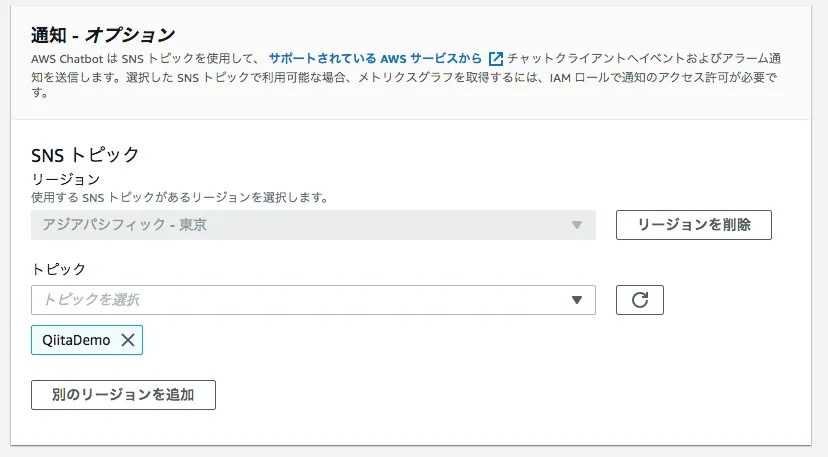 通知 - オプション
AWS Chatbot は SNS トピックを使用して、 サポートされている AWS サービスから チャットクライアントへイベントおよびアラーム通
知を送信します。選択した SNS トピックで利用可能な場合、メトリクスグラフを取得するには、IAM ロールで通知のアクセス許可が必要で
す。
SNS トピック
リージョン
使用する SNS トピックがあるリージョンを選択します。
アジアパシフィック - 東京
リージョンを削除
トピック
トピックを選択
QiitaDemo
別のリージョンを追加